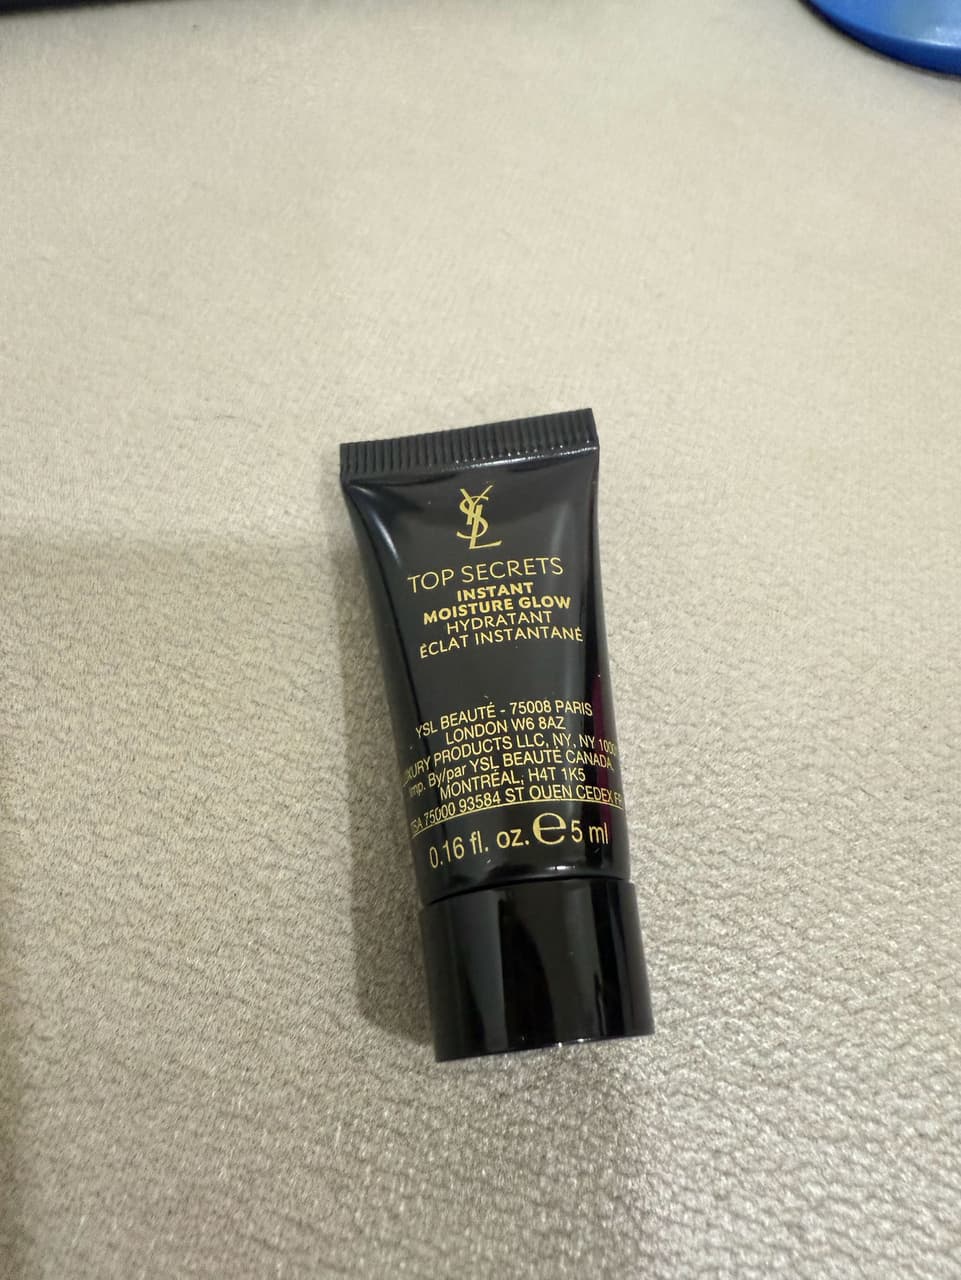 YSL
TOP SECRETS
INSTANT
MOISTURE GLOW
HYDRATANT
ÉCLAT INSTANTANÉ
YSL BEAUTÉ - 75008 PARIS
LONDON W6 8AZ
PRODUCTS LLC, NY, NY
Imp. By/par YSL BEAUTÉ CANADA
MONTRÉAL, H4T 1K5
75000 93584 ST OUEN CEDEX
0.16 fl. oz. e 5 ml